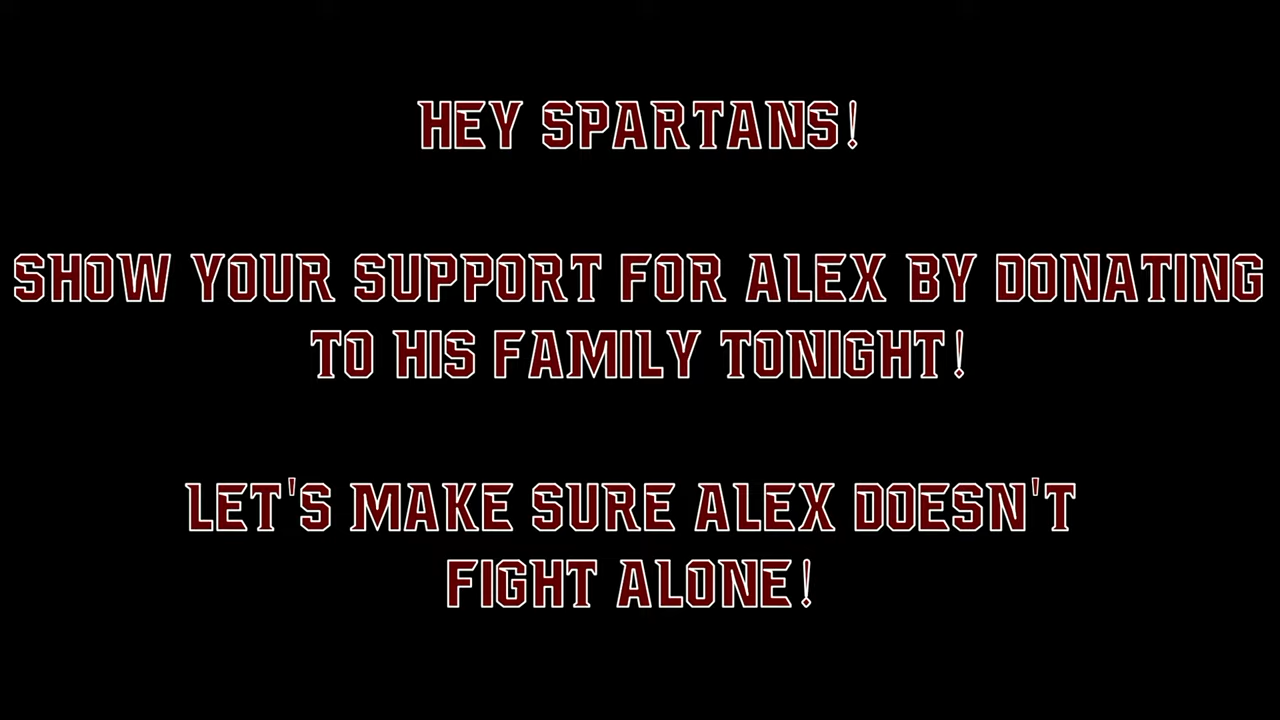 HEY SPARTANS!
SHOW YOUR SUPPORT FOR ALEX BY DONATING
TO HIS FAMILY TONIGHT!
LET'S MAKE SURE ALEX DOESN'T
FIGHT ALONE!